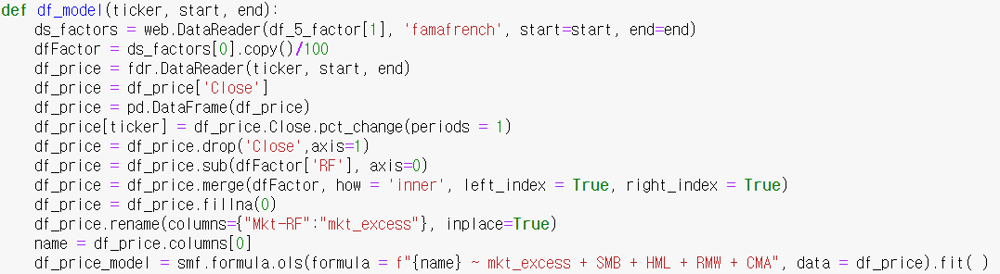 def df_model(ticker, start, end):
    ds_factors = web.DataReader(df_5_factor[1], 'famafrench', start=start, end=end)
    dfFactor = ds_factors[0].copy()/100
    df_price = fdr.DataReader(ticker, start, end)
    df_price = df_price['Close']
    df_price = pd.DataFrame(df_price)
    df_price[ticker] = df_price.Close.pct_change(periods = 1)
    df_price = df_price.drop('Close',axis=1)
    df_price = df_price.sub(dfFactor['RF'], axis=0)
    df_price = df_price.merge(dfFactor, how = 'inner', left_index = True, right_index = True)
    df_price = df_price.fillna(0)
    df_price.rename(columns={"Mkt-RF":"mkt_excess"}, inplace=True)
    name = df_price.columns[0]
    df_price_model = smf.formula.ols(formula = f"{name} ~ mkt_excess + SMB + HML + RMW + CMA", data = df_price).fit( )